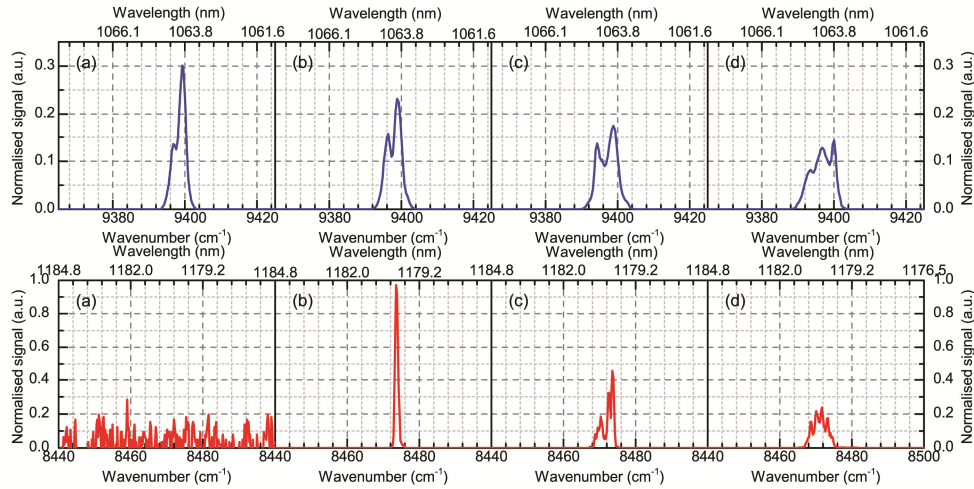 Wavelength (nm) Wavelength (nm) Wavelength (nm) Wavelength (nm)
1066.1 1063.8 1061.6 1066.1 1063.8 1061.6 1066.1 1063.8 1061.6 1066.1 1063.8 1061.6
(a) (b) (c) (d)
Normalised signal (a.u.)
0.3 0.3
0.2 0.2
0.1 0.1
0.0 0.0
Normalised signal (a.u.)
9380 9400 9420 9380 9400 9420 9380 9400 9420 9380 9400 9420
Wavenumber (cm⁻¹) Wavenumber (cm⁻¹) Wavenumber (cm⁻¹) Wavenumber (cm⁻¹)
Wavelength (nm) Wavelength (nm) Wavelength (nm) Wavelength (nm)
1184.8 1182.0 1179.2 1184.8 1182.0 1179.2 1184.8 1182.0 1179.2 1184.8 1182.0 1179.2 1176.5
(a) (b) (c) (d)
Normalised signal (a.u.)
1.0 1.0
0.8 0.8
0.6 0.6
0.4 0.4
0.2 0.2
0.0 0.0
Normalised signal (a.u.)
8440 8460 8480 8440 8460 8480 8440 8460 8480 8440 8460 8480 8500
Wavenumber (cm⁻¹) Wavenumber (cm⁻¹) Wavenumber (cm⁻¹) Wavenumber (cm⁻¹)